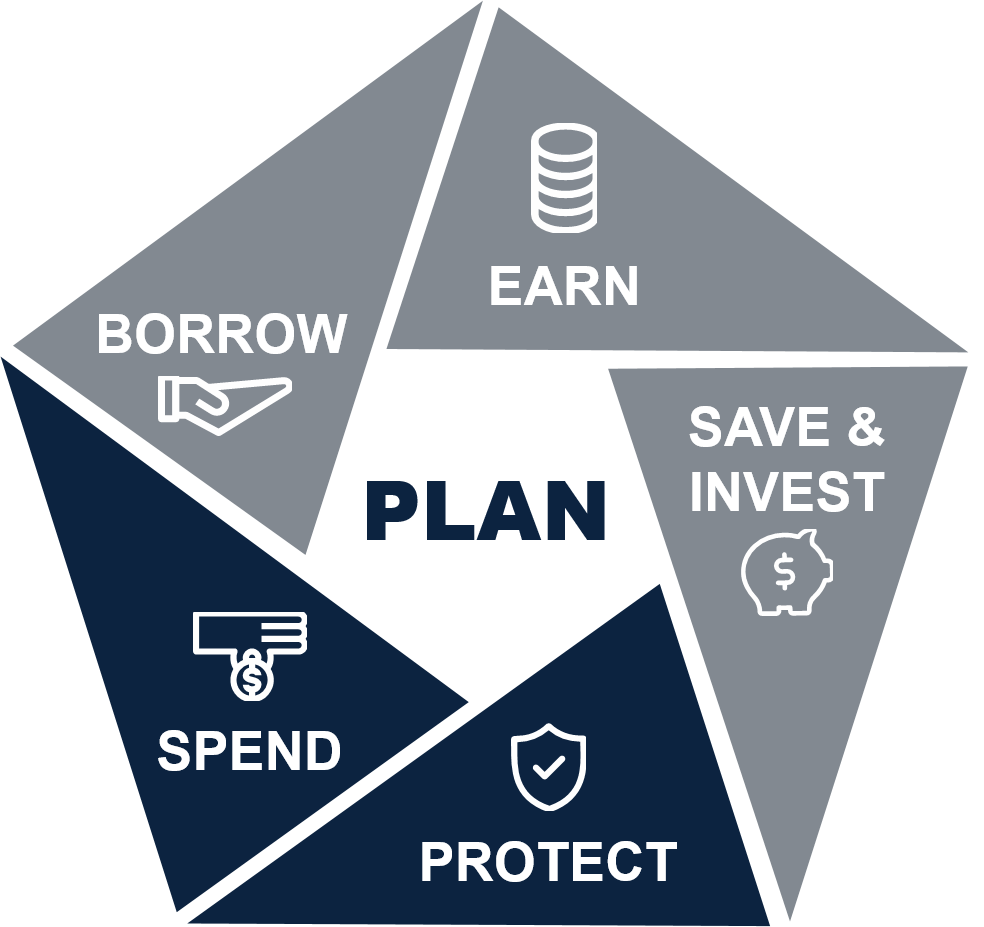 EARN
BORROW
SAVE &
INVEST
PLAN
$
$
SPEND
PROTECT